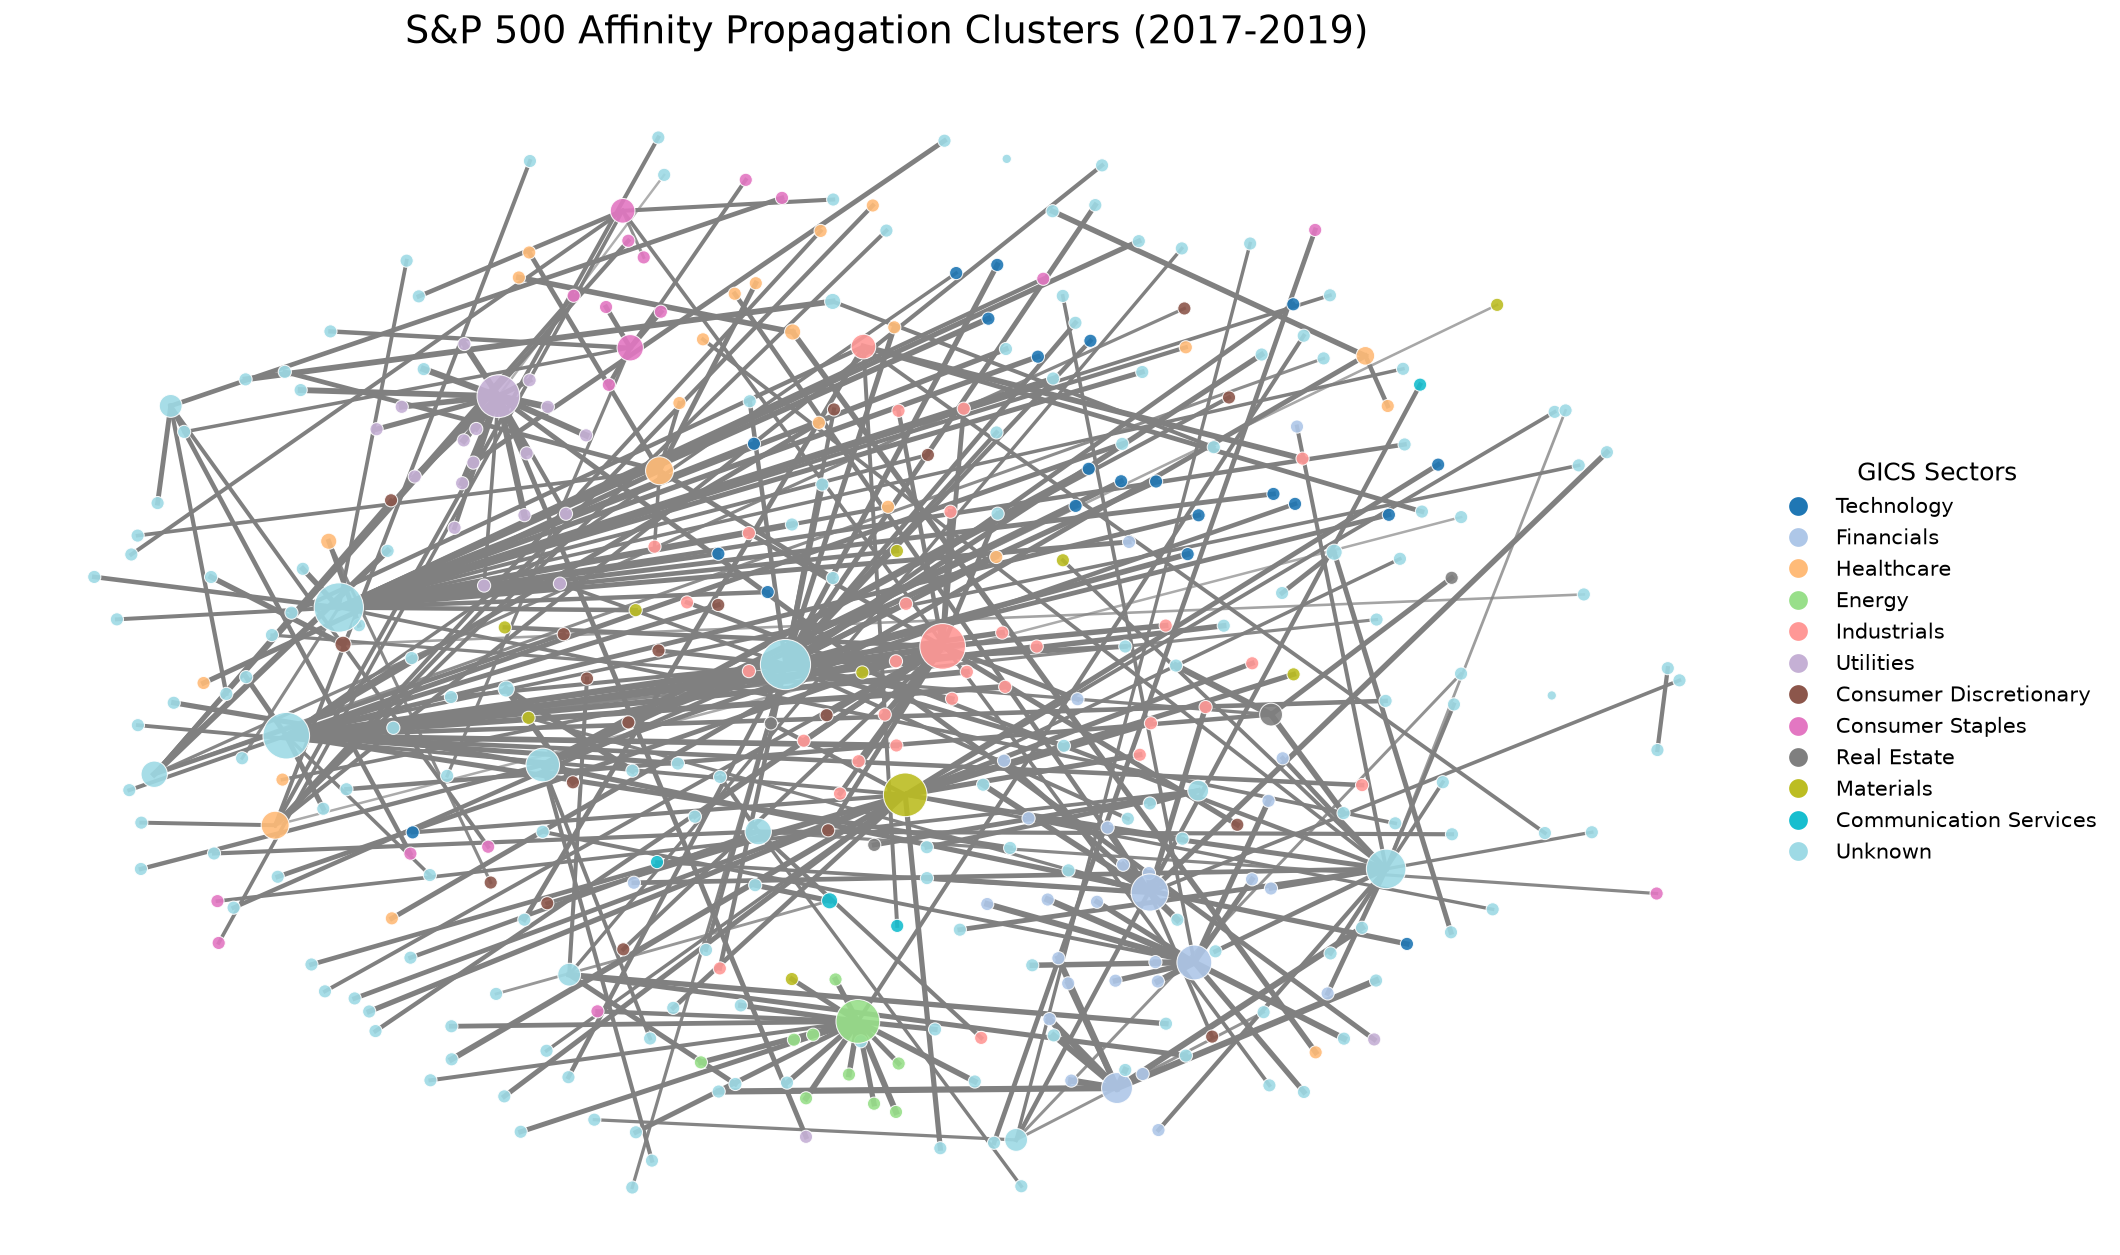 S&P 500 Affinity Propagation Clusters (2017-2019)
GICS Sectors
Technology
Financials
Healthcare
Energy
Industrials
Utilities
Consumer Discretionary
Consumer Staples
Real Estate
Materials
Communication Services
Unknown